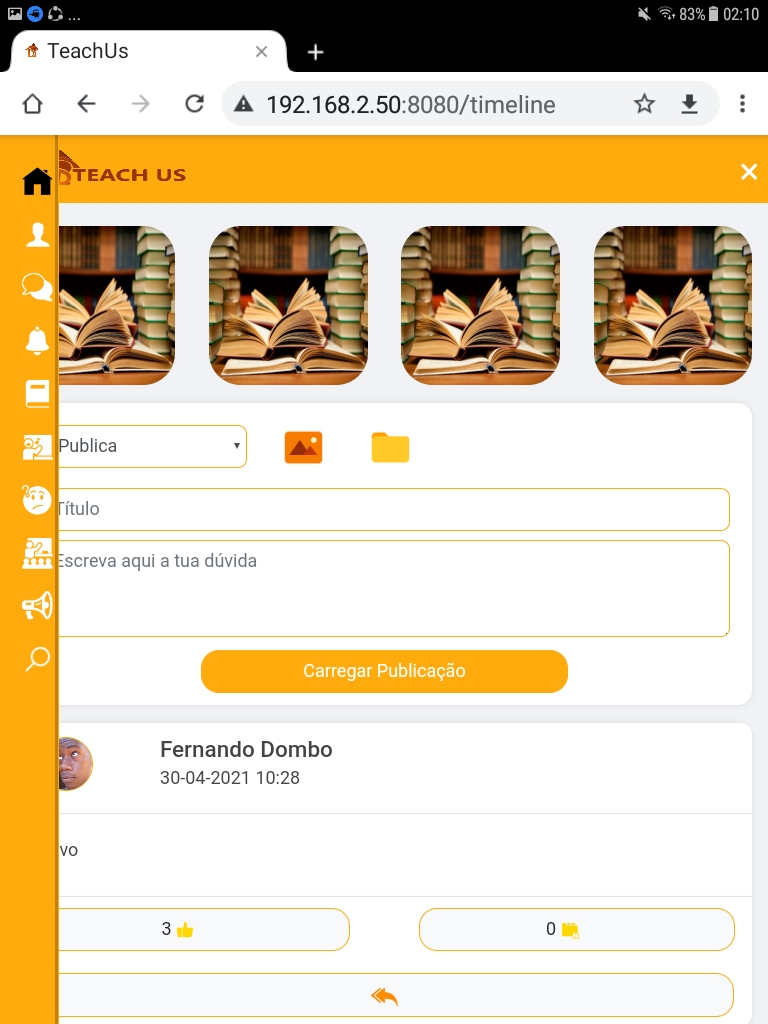 ... 83% 02:10
TeachUs
192.168.2.50:8080/timeline
TEACH US
Publica
Título
Escreva aqui a tua dúvida
Carregar Publicação
Fernando Dombo
30-04-2021 10:28
vo
3 0